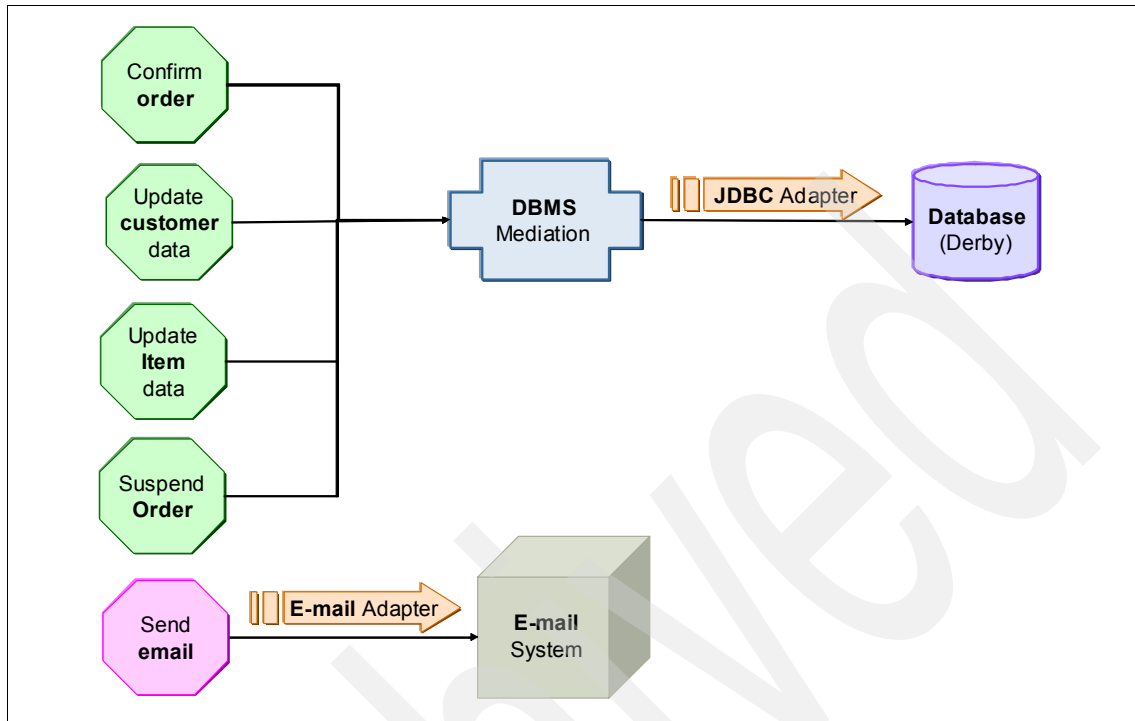 Confirm
order
Update
customer
data
Update
Item
data
Suspend
Order
Send
email
DBMS
Mediation
JDBC Adapter
Database
(Derby)
E-mail Adapter
E-mail
System